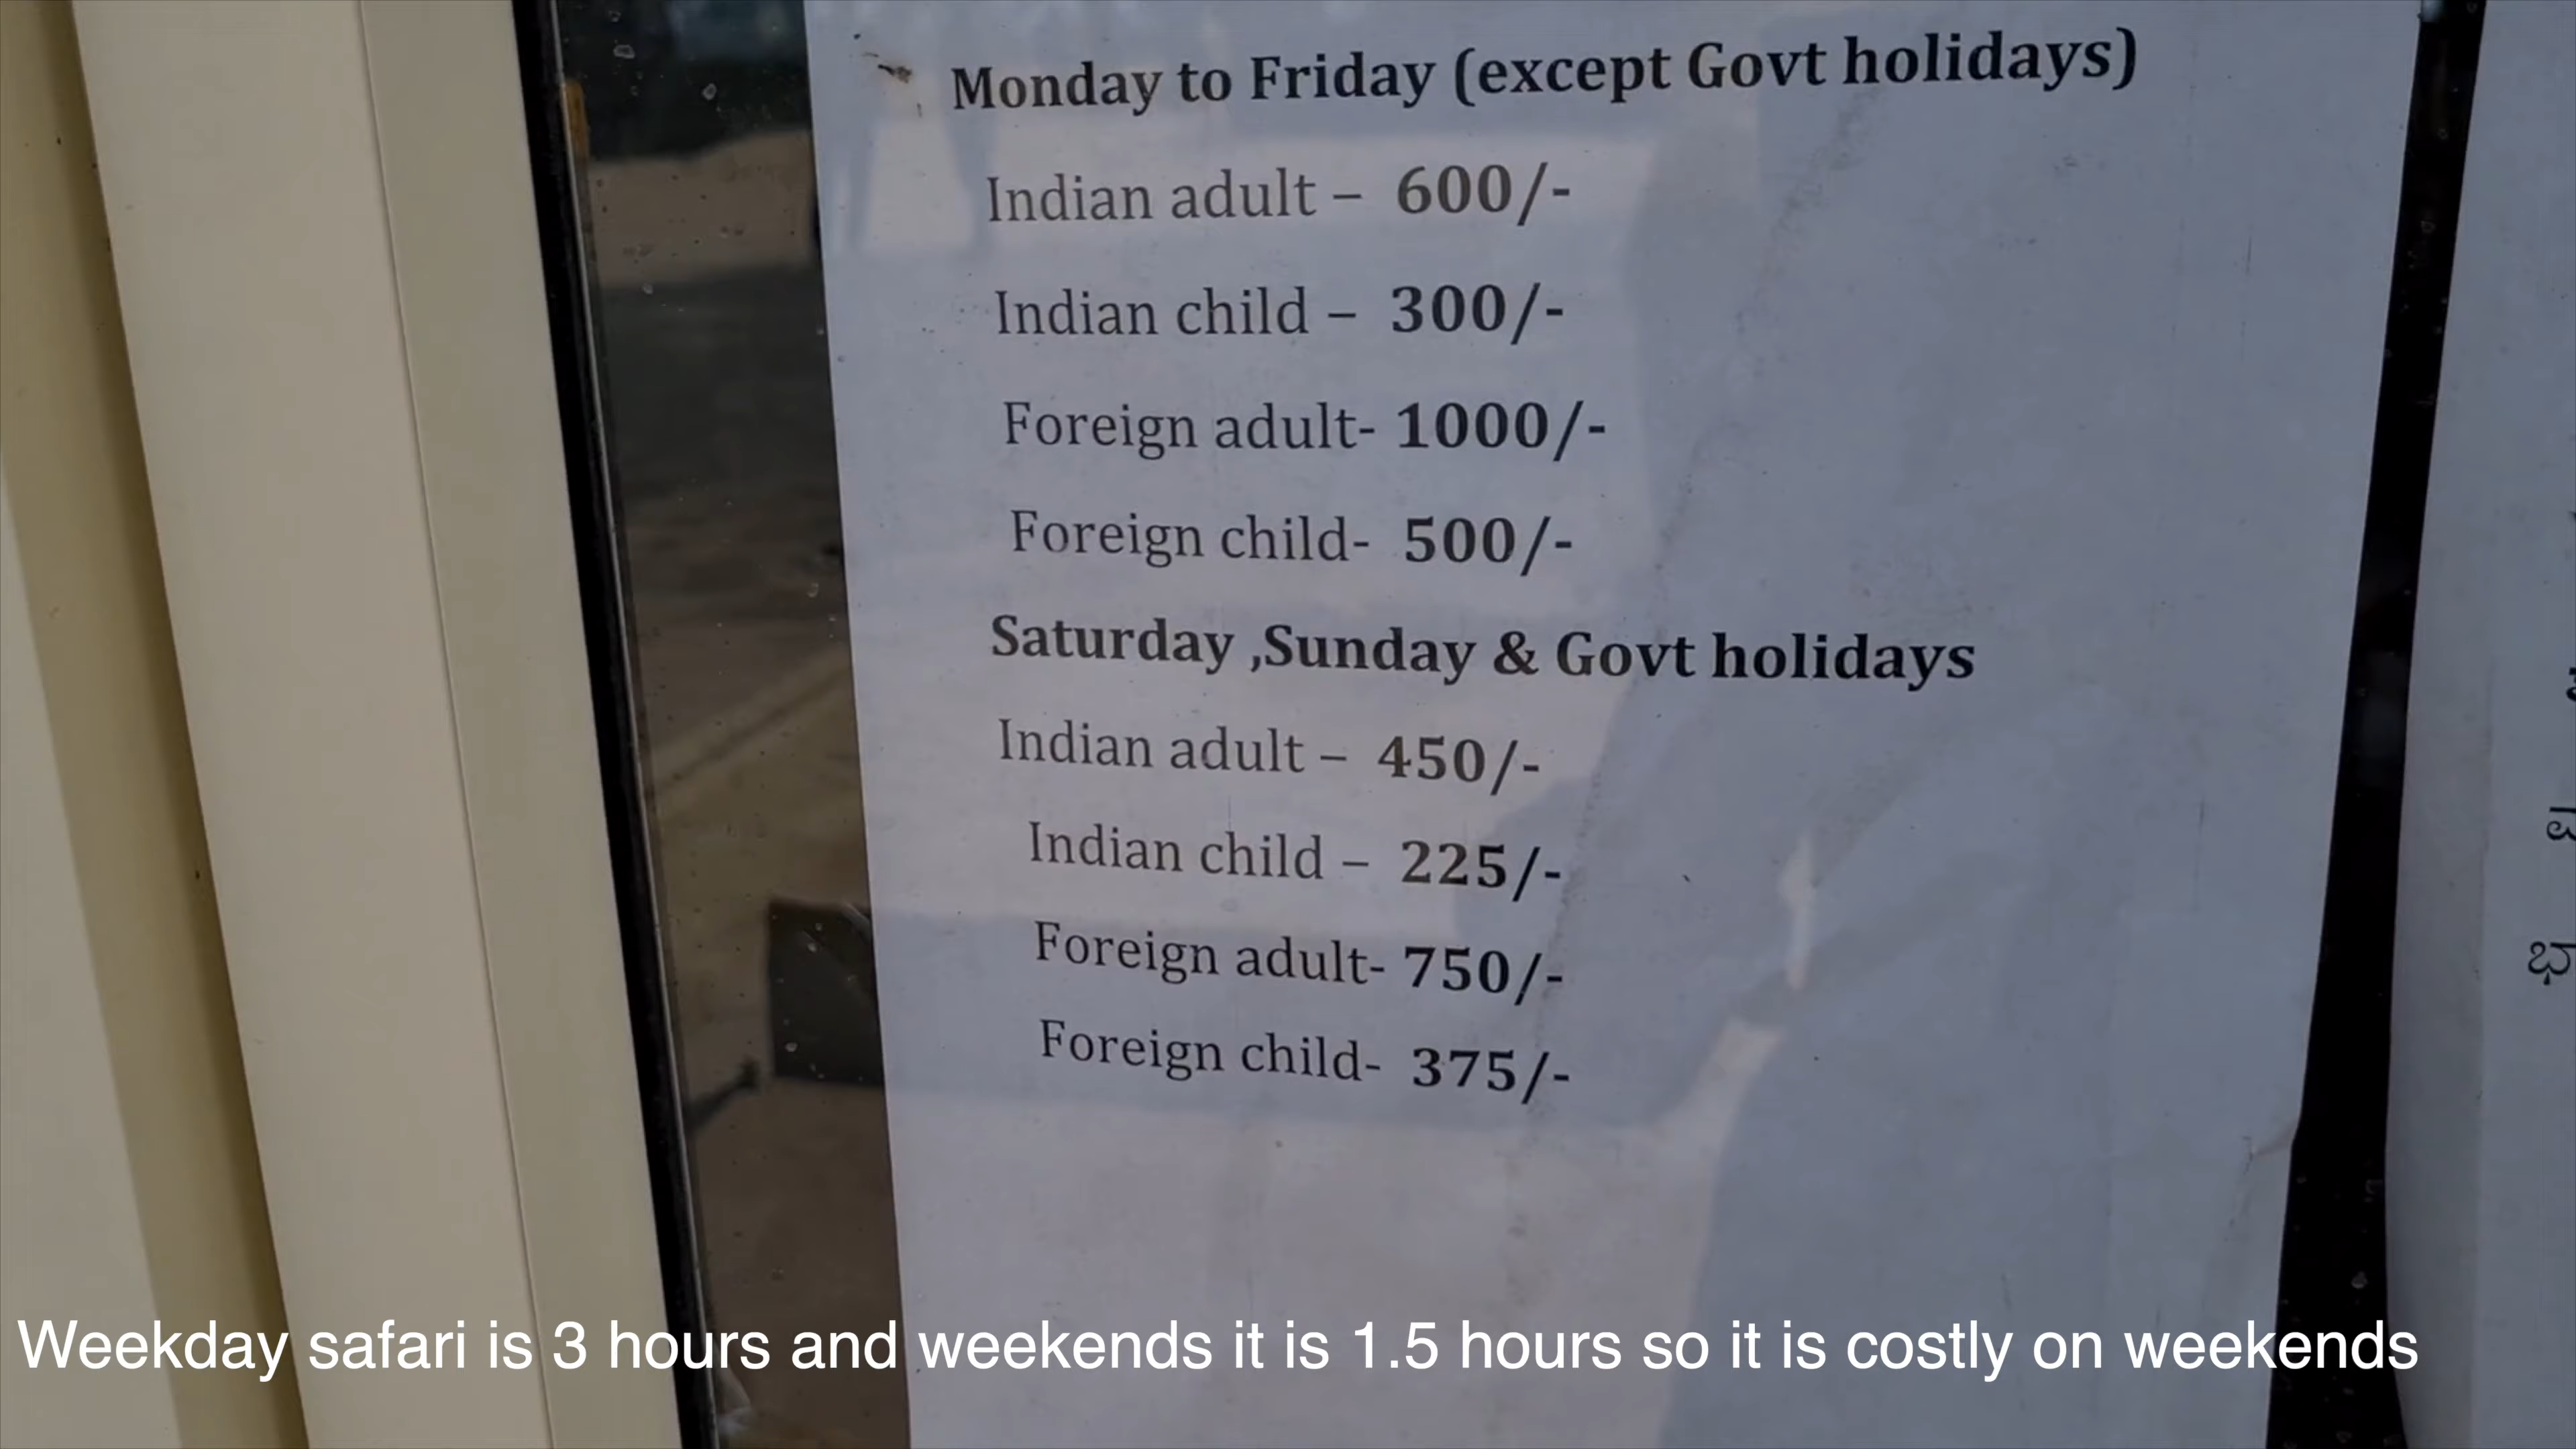 Monday to Friday (except Govt holidays)
Indian adult – 600/-
Indian child – 300/-
Foreign adult- 1000/-
Foreign child- 500/-
Saturday ,Sunday & Govt holidays
Indian adult – 450/-
Indian child – 225/-
Foreign adult- 750/-
Foreign child- 375/-
Weekday safari is 3 hours and weekends it is 1.5 hours so it is costly on weekends